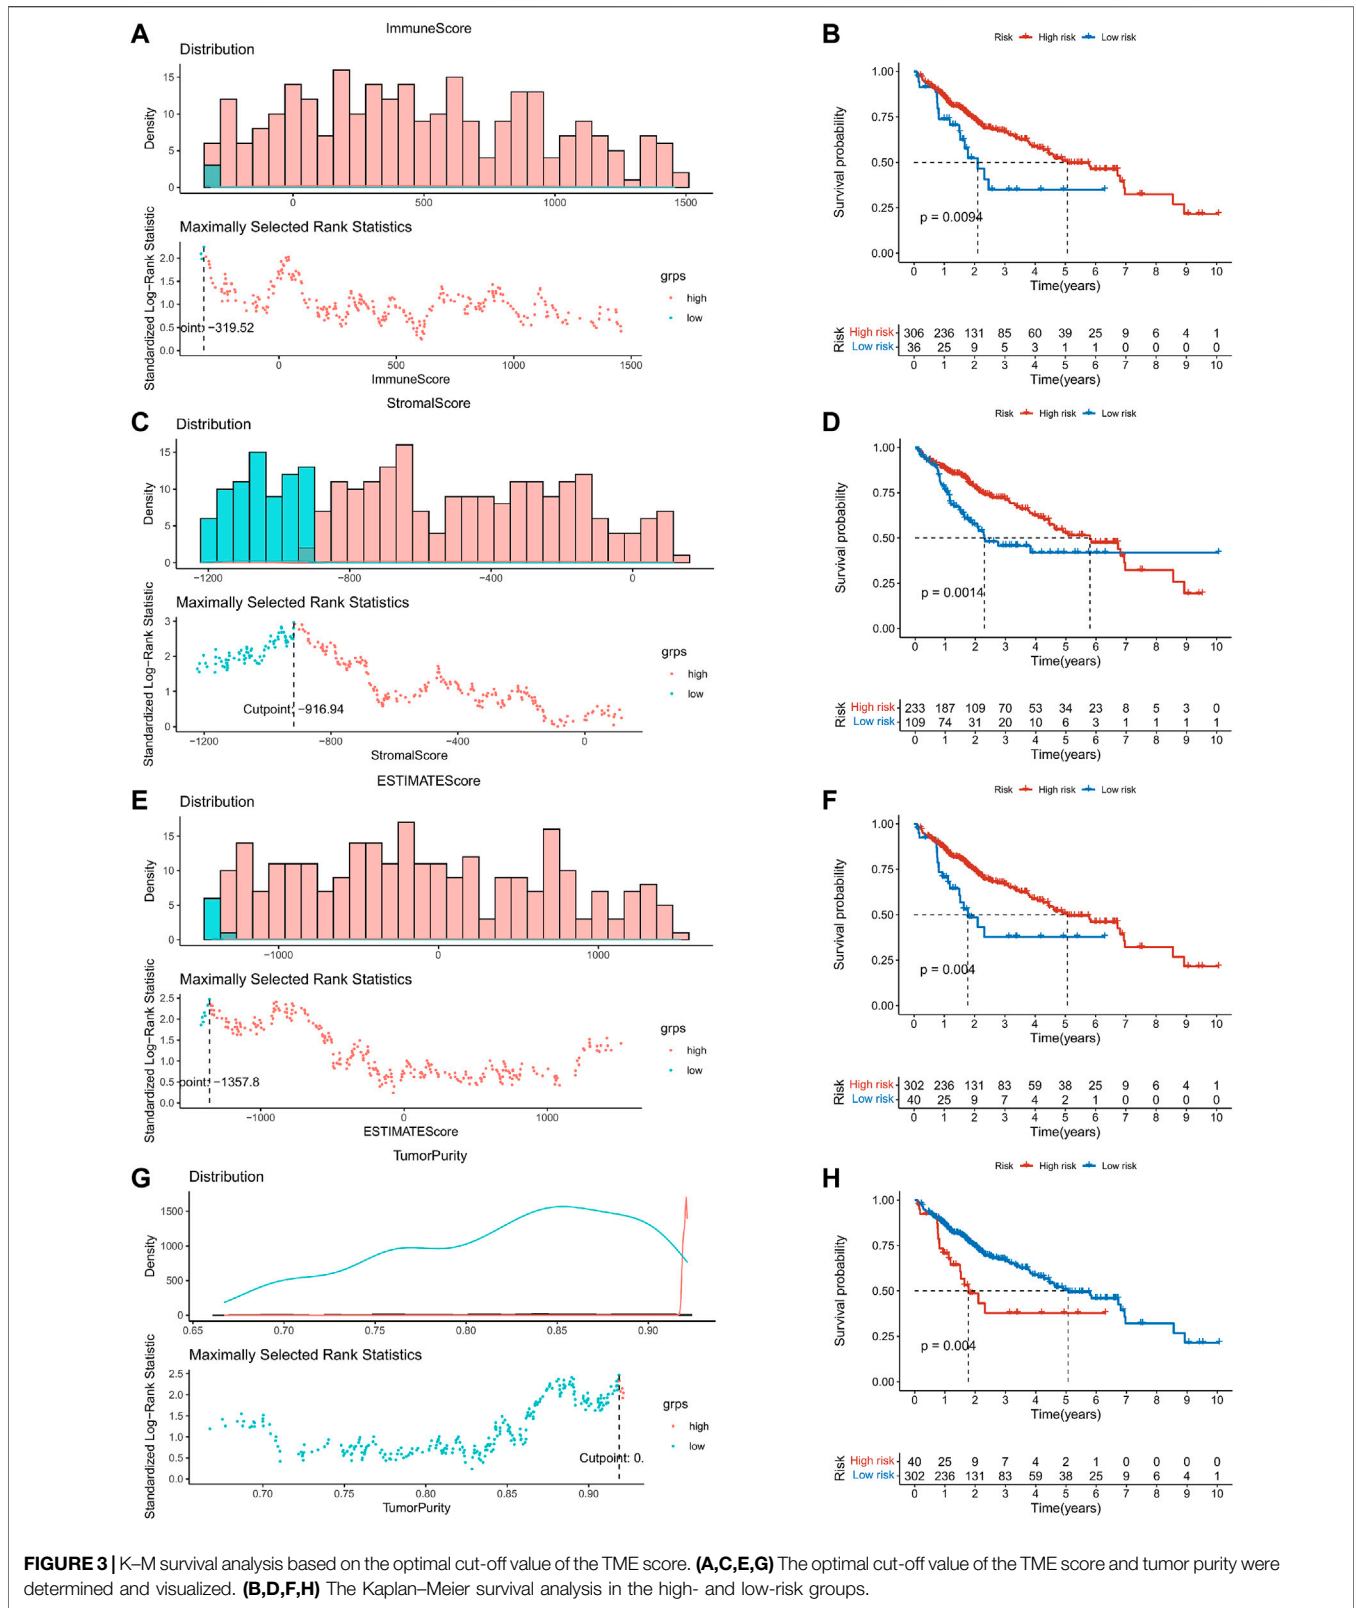 A
ImmuneScore
Distribution
Density
15
10
5
0
0 500 1000 1500
Maximally Selected Rank Statistics
Standardized Log−Rank Statistic
2.0
1.5
1.0
0.5
0.0
oint: −319.52
0 500 1000 1500
ImmuneScore
grps
high
low
B
Risk High risk Low risk
Survival probability
1.00
0.75
0.50
0.25
0.00
p = 0.0094
0 1 2 3 4 5 6 7 8 9 10
Time(years)
Risk
High risk 306 236 131 85 60 39 25 9 6 4 1
Low risk 36 25 9 5 3 1 1 0 0 0 0
0 1 2 3 4 5 6 7 8 9 10
Time(years)
C
StromalScore
Distribution
Density
15
10
5
0
−1200 −800 −400 0
Maximally Selected Rank Statistics
Standardized Log−Rank Statistic
3
2
1
0
Cutpoint: −916.94
−1200 −800 −400 0
StromalScore
grps
high
low
D
Risk High risk Low risk
Survival probability
1.00
0.75
0.50
0.25
0.00
p = 0.0014
0 1 2 3 4 5 6 7 8 9 10
Time(years)
Risk
High risk 233 187 109 70 53 34 23 8 5 3 0
Low risk 109 74 31 20 10 6 3 1 1 1 1
0 1 2 3 4 5 6 7 8 9 10
Time(years)
E
ESTIMATEScore
Distribution
Density
15
10
5
0
−1000 0 1000
Maximally Selected Rank Statistics
Standardized Log−Rank Statistic
2.5
2.0
1.5
1.0
0.5
0.0
point: −1357.8
−1000 0 1000
ESTIMATEScore
grps
high
low
F
Risk High risk Low risk
Survival probability
1.00
0.75
0.50
0.25
0.00
p = 0.004
0 1 2 3 4 5 6 7 8 9 10
Time(years)
Risk
High risk 302 236 131 83 59 38 25 9 6 4 1
Low risk 40 25 9 7 4 2 1 0 0 0 0
0 1 2 3 4 5 6 7 8 9 10
Time(years)
G
TumorPurity
Distribution
Density
1500
1000
500
0
0.65 0.70 0.75 0.80 0.85 0.90
Maximally Selected Rank Statistics
Standardized Log−Rank Statistic
2.5
2.0
1.5
1.0
0.5
0.0
Cutpoint: 0.
0.70 0.75 0.80 0.85 0.90
TumorPurity
grps
high
low
H
Risk High risk Low risk
Survival probability
1.00
0.75
0.50
0.25
0.00
p = 0.004
0 1 2 3 4 5 6 7 8 9 10
Time(years)
Risk
High risk 40 25 9 7 4 2 1 0 0 0 0
Low risk 302 236 131 83 59 38 25 9 6 4 1
0 1 2 3 4 5 6 7 8 9 10
Time(years)
FIGURE 3 | K–M survival analysis based on the optimal cut-off value of the TME score. (A,C,E,G) The optimal cut-off value of the TME score and tumor purity were
determined and visualized. (B,D,F,H) The Kaplan–Meier survival analysis in the high- and low-risk groups.